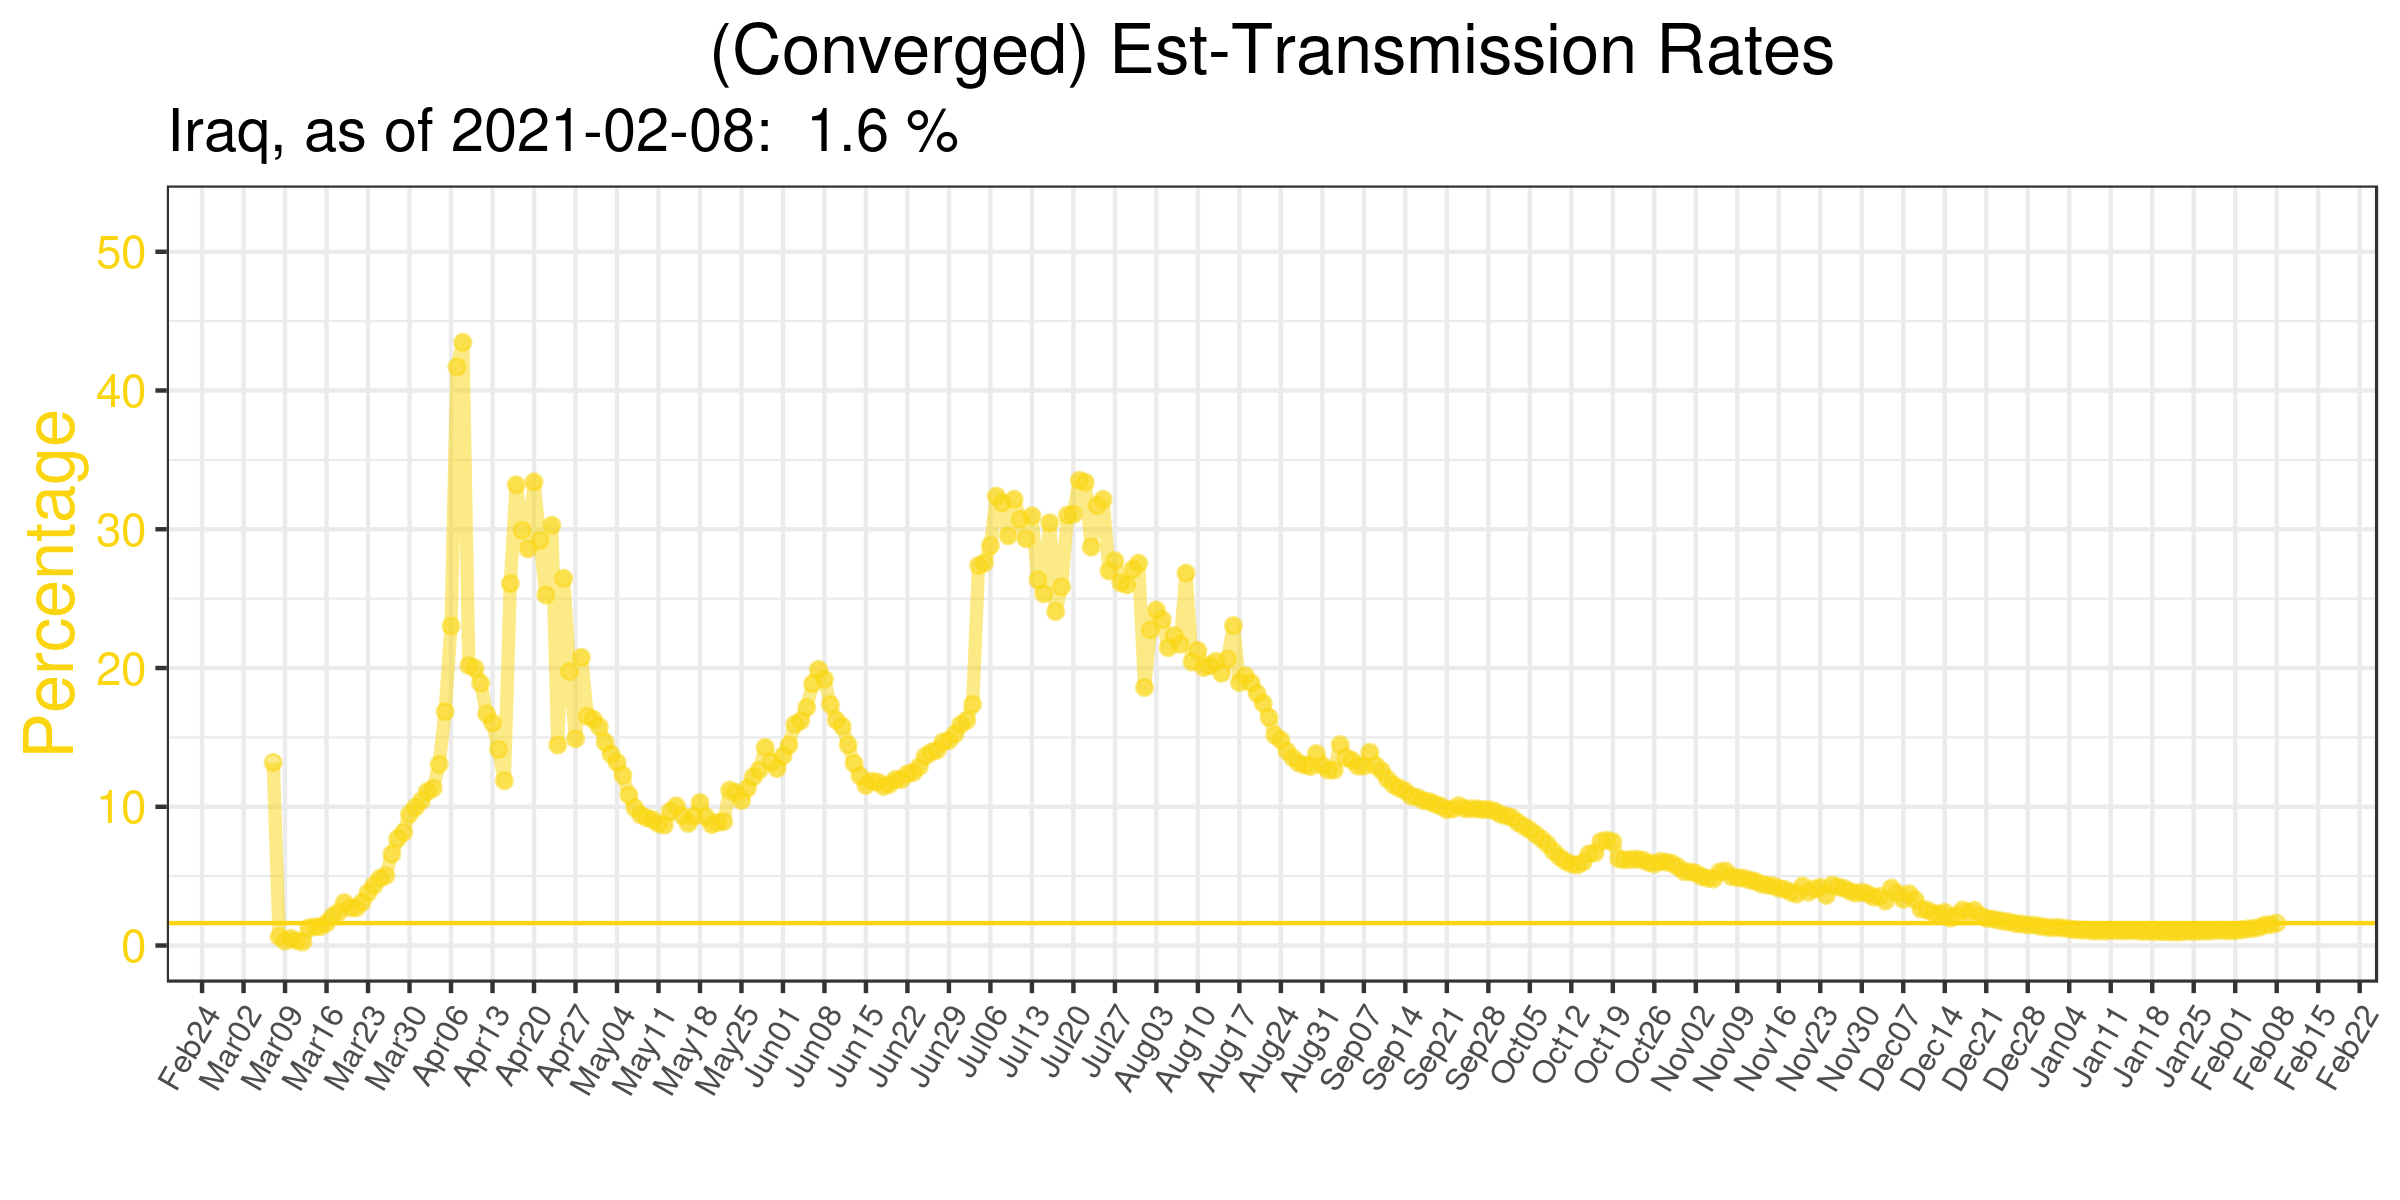 (Converged) Est-Transmission Rates
Iraq, as of 2021-02-08:  1.6 %
Percentage
50
40
30
20
10
0
Feb24
Mar02
Mar09
Mar16
Mar23
Mar30
Apr06
Apr13
Apr20
Apr27
May04
May11
May18
May25
Jun01
Jun08
Jun15
Jun22
Jun29
Jul06
Jul13
Jul20
Jul27
Aug03
Aug10
Aug17
Aug24
Aug31
Sep07
Sep14
Sep21
Sep28
Oct05
Oct12
Oct19
Oct26
Nov02
Nov09
Nov16
Nov23
Nov30
Dec07
Dec14
Dec21
Dec28
Jan04
Jan11
Jan18
Jan25
Feb01
Feb08
Feb15
Feb22